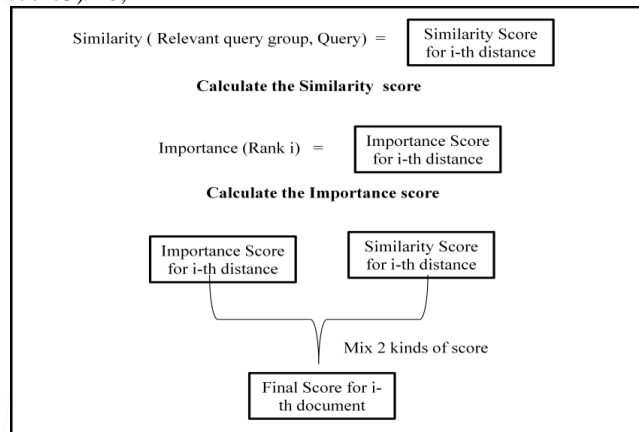 Similarity ( Relevant query group, Query) =
Similarity Score
for i-th distance
Calculate the Similarity score
Importance (Rank i) =
Importance Score
for i-th distance
Calculate the Importance score
Importance Score
for i-th distance
Similarity Score
for i-th distance
Mix 2 kinds of score
Final Score for i-
th document